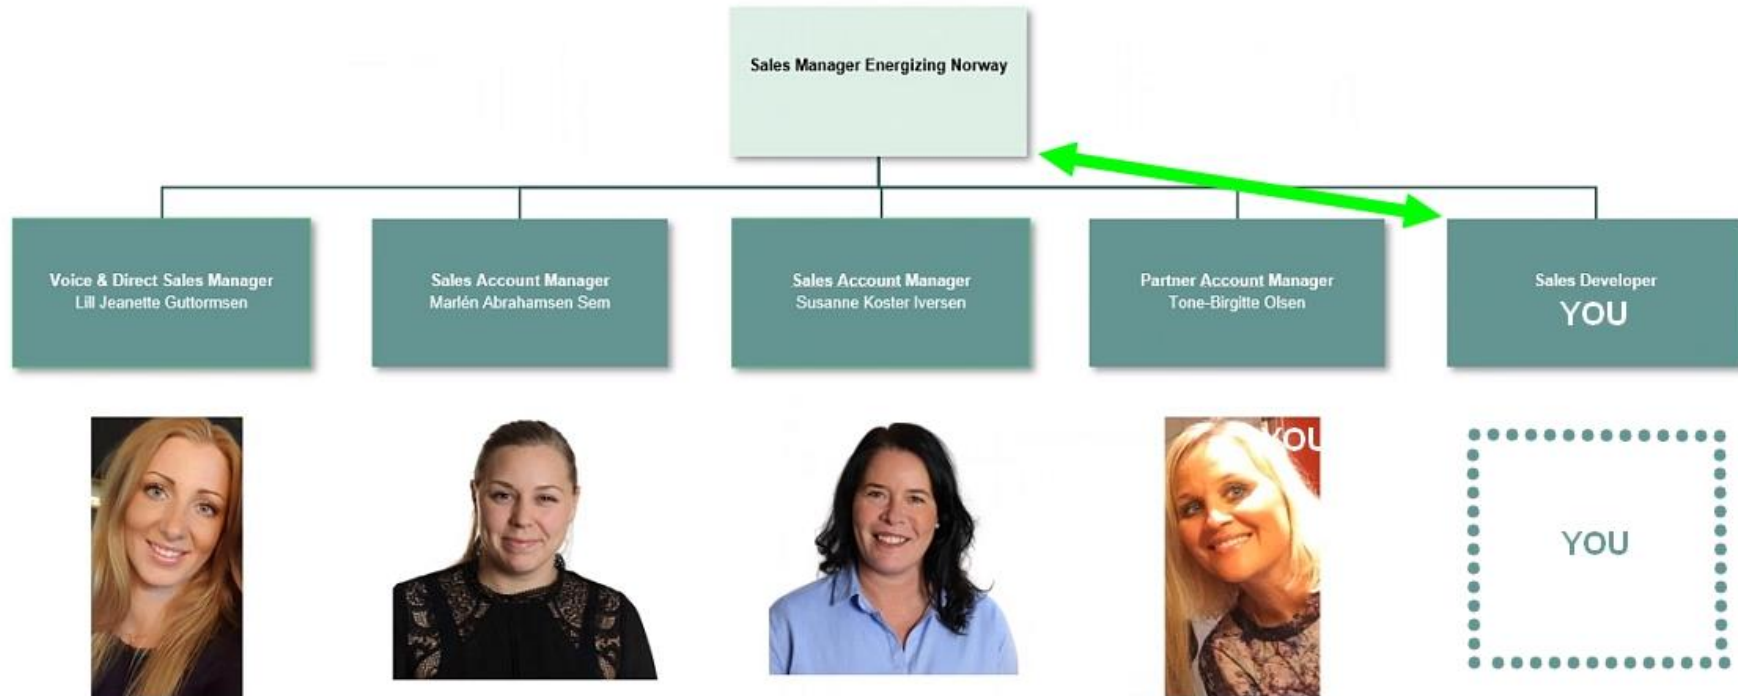 Sales Manager Energizing Norway
Voice & Direct Sales Manager
Lill Jeanette Guttormsen
Sales Account Manager
Marlén Abrahamsen Sem
Sales Account Manager
Susanne Koster Iversen
Partner Account Manager
Tone-Birgitte Olsen
Sales Developer
YOU
YOU
YOU